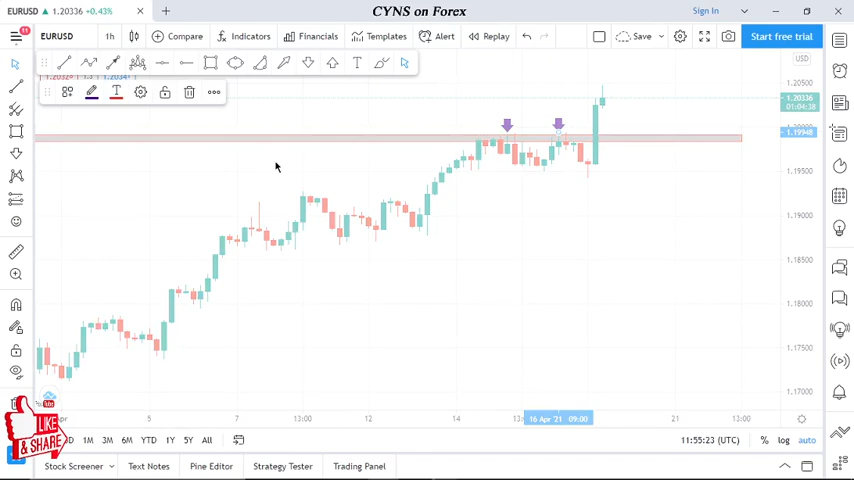 EURUSD ▲ 1.20336 +0.43%
CYNS on Forex
Sign In
11
EURUSD
1h
Compare
Indicators
Financials
Templates
Alert
Replay
Save
Start free trial
USD
1.20500
1.20336
01:04:38
1.19948
1.19500
1.19000
1.18500
1.18000
1.17500
1.17000
5
7
13:00
12
14
16 Apr '21 09:00
21
13:00
1M
3M
6M
YTD
1Y
5Y
All
11:55:23 (UTC)
%
log
auto
LIKE
& SHARE
Stock Screener
Text Notes
Pine Editor
Strategy Tester
Trading Panel